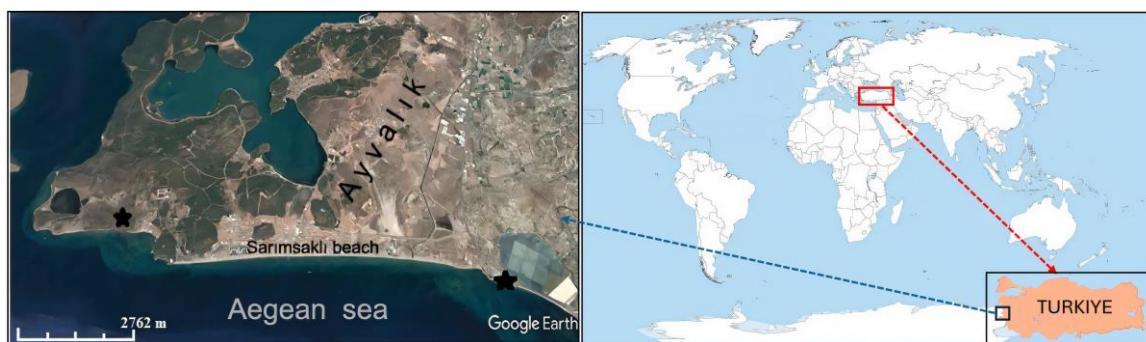 Ayvalık
Sarımsaklı beach
Aegean sea
2762 m
Google Earth
TURKIYE